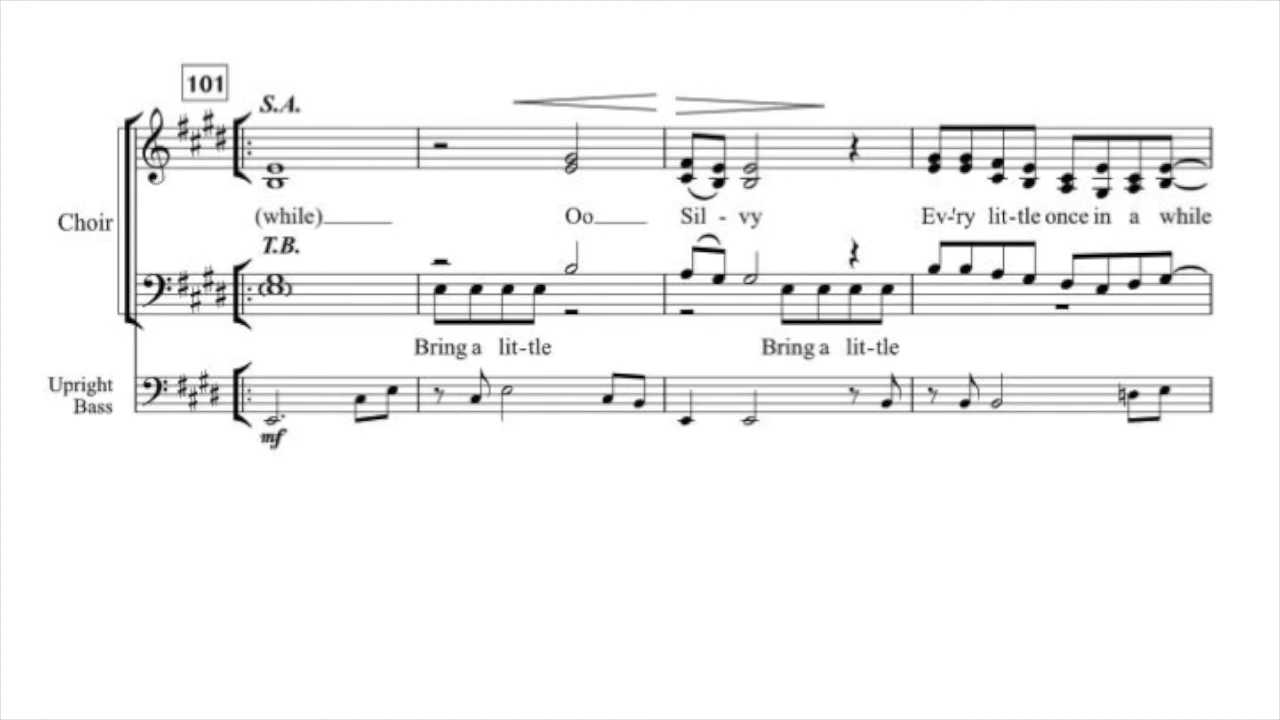 101
S.A.
Choir
(while)
Oo
Sil - vy
Ev-'ry lit-tle once in a while
T.B.
Bring a lit-tle
Bring a lit-tle
Upright
Bass
mf